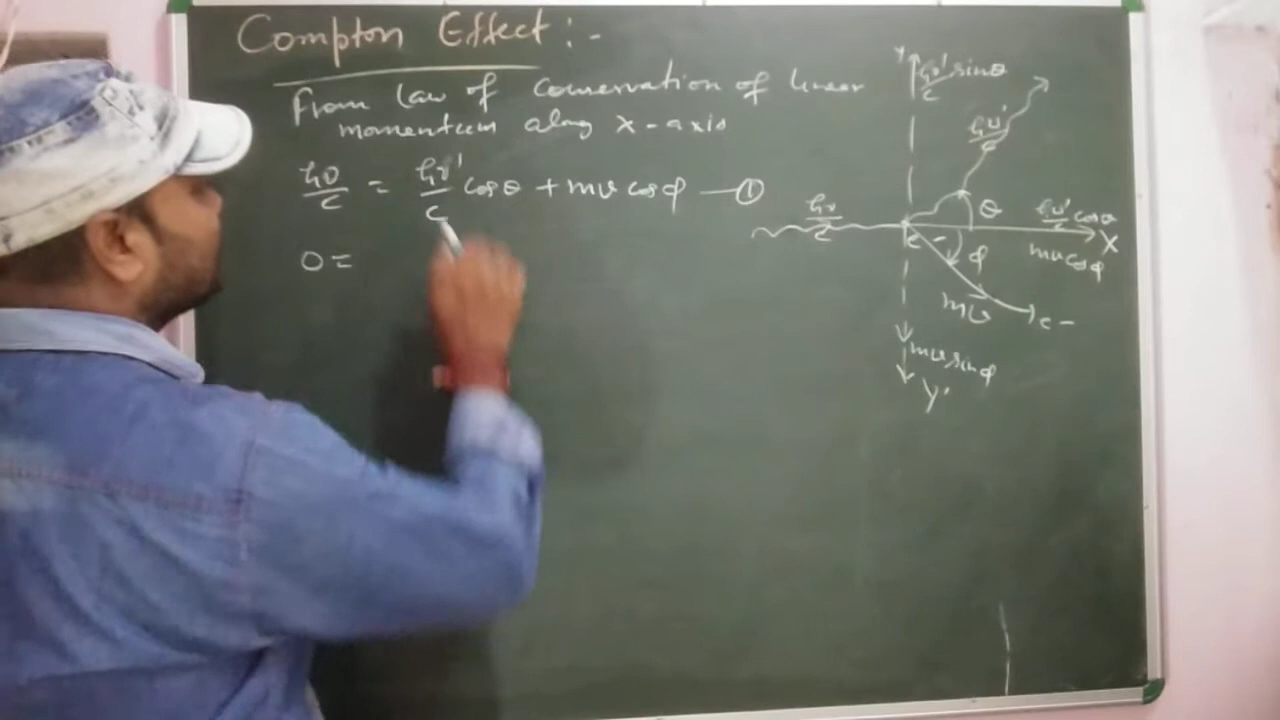 Compton Effect :-
From law of conservation of linear
momentum along x-axis
hν/c = hν'/c cosθ + mv cosφ — ①
0 =
Y
hν'/c sinθ
hν'/c
θ
hν/c
hν'/c cosθ
X
e-
φ
mv cosφ
mv
e-
mv sinφ
Y'